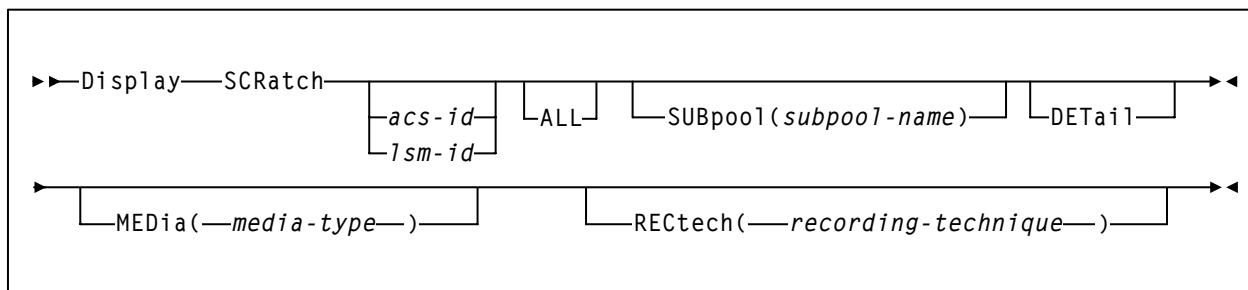 Display SCRatch
acs-id
lsm-id
ALL
SUBpool(subpool-name)
DETail
MEDia( media-type )
RECtech( recording-technique )